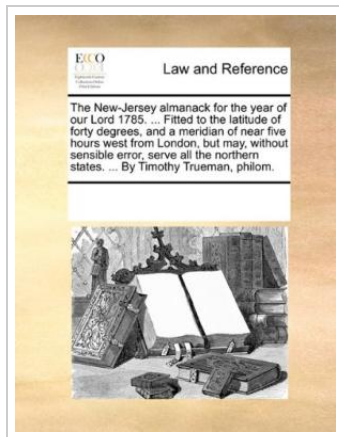 ECCO
Law and Reference
The New-Jersey almanack for the year of
our Lord 1785. ... Fitted to the latitude of
forty degrees, and a meridian of near five
hours west from London, but may, without
sensible error, serve all the northern
states. ... By Timothy Trueman, philom.